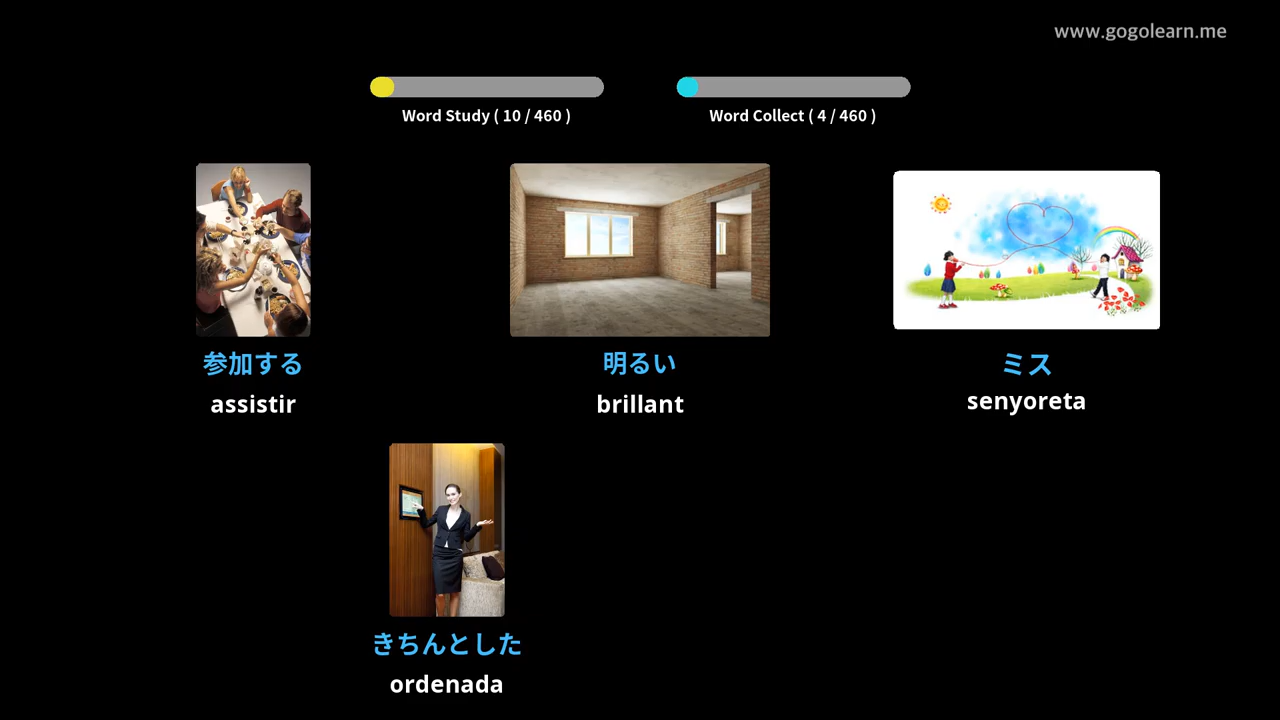 www.gogolearn.me
Word Study ( 10 / 460 )
Word Collect ( 4 / 460 )
参加する
assistir
明るい
brillant
ミス
senyoreta
きちんとした
ordenada